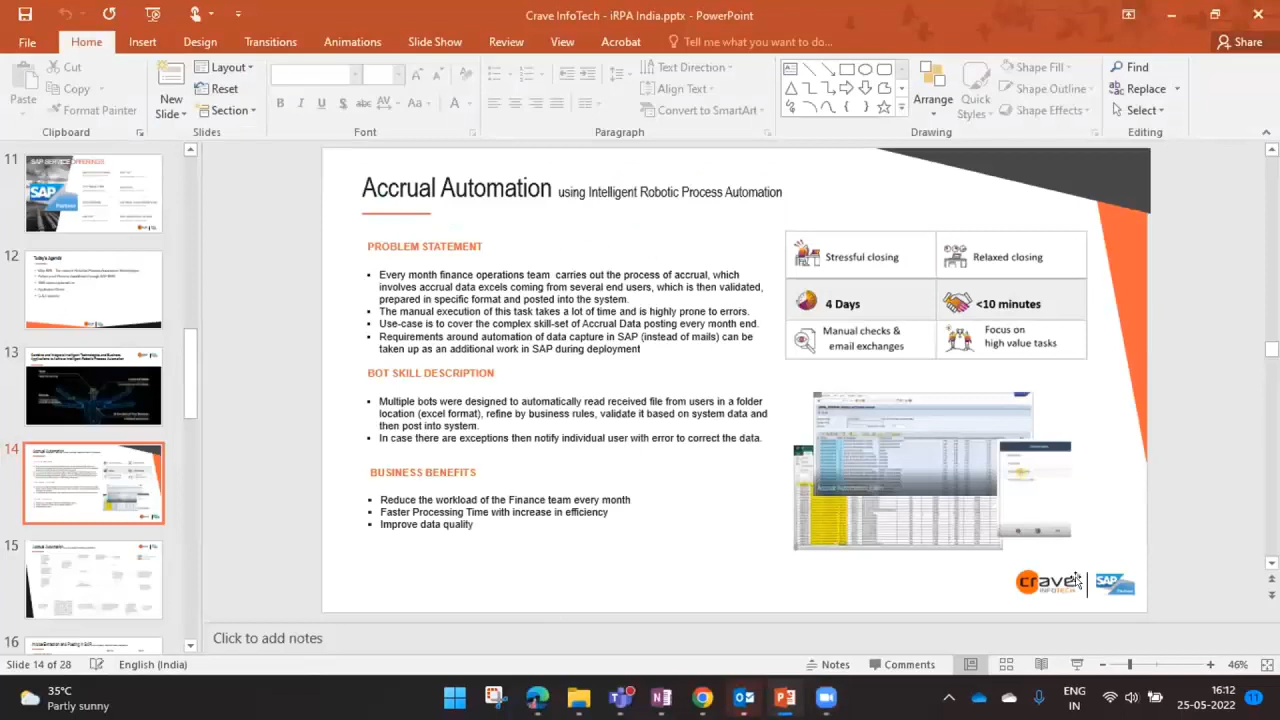 Crave InfoTech - iRPA India.pptx - PowerPoint
File Home Insert Design Transitions Animations Slide Show Review View Acrobat Tell me what you want to do... Share
Cut
Copy
Format Painter
Paste
Clipboard
New
Slide
Layout
Reset
Section
Slides
Font
Text Direction
Align Text
Convert to SmartArt
Paragraph
Arrange
Quick
Styles
Shape Fill
Shape Outline
Shape Effects
Drawing
Find
Replace
Select
Editing
11
SAP SERVICE OFFERINGS
SAP
12
Today's Agenda
13
14
15
16
Accrual Automation using Intelligent Robotic Process Automation
PROBLEM STATEMENT
Every month finance operations team carries out the process of accrual, which
involves accrual data excels coming from several end users, which is then validated,
prepared in specific format and posted into the system.
The manual execution of this task takes a lot of time and is highly prone to errors.
Use-case is to cover the complex skill-set of Accrual Data posting every month end.
Requirements around automation of data capture in SAP (instead of mails) can be
taken up as an additional work in SAP during deployment
BOT SKILL DESCRIPTION
Multiple bots were designed to automatically read received file from users in a folder
location (excel format), refine by business rules, validate it based on system data and
then post into system.
In case there are exceptions then notify individual user with error to correct the data.
BUSINESS BENEFITS
Reduce the workload of the Finance team every month
Faster Processing Time with increase in efficiency
Improve data quality
Stressful closing
Relaxed closing
4 Days
<10 minutes
Manual checks &
email exchanges
Focus on
high value tasks
crave
INFOTECH
SAP
Click to add notes
Slide 14 of 28 English (India) Notes Comments 46%
35°C
Partly sunny
ENG
IN
16:12
25-05-2022
11